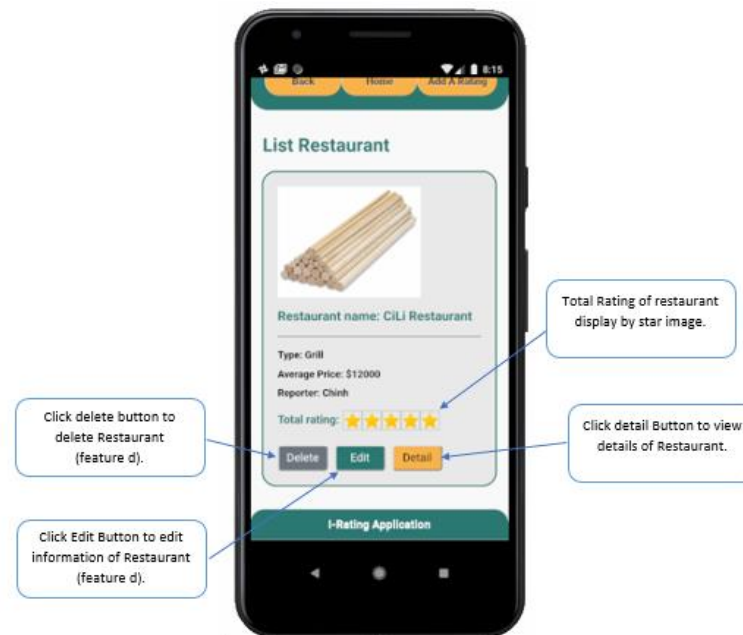 8:15
Back Home Add A Rating
List Restaurant
Restaurant name: CiLi Restaurant
Type: Grill
Average Price: $12000
Reporter: Chinh
Total rating:
Delete Edit Detail
I-Rating Application
Total Rating of restaurant
display by star image.
Click delete button to
delete Restaurant
(feature d).
Click detail Button to view
details of Restaurant.
Click Edit Button to edit
information of Restaurant
(feature d).